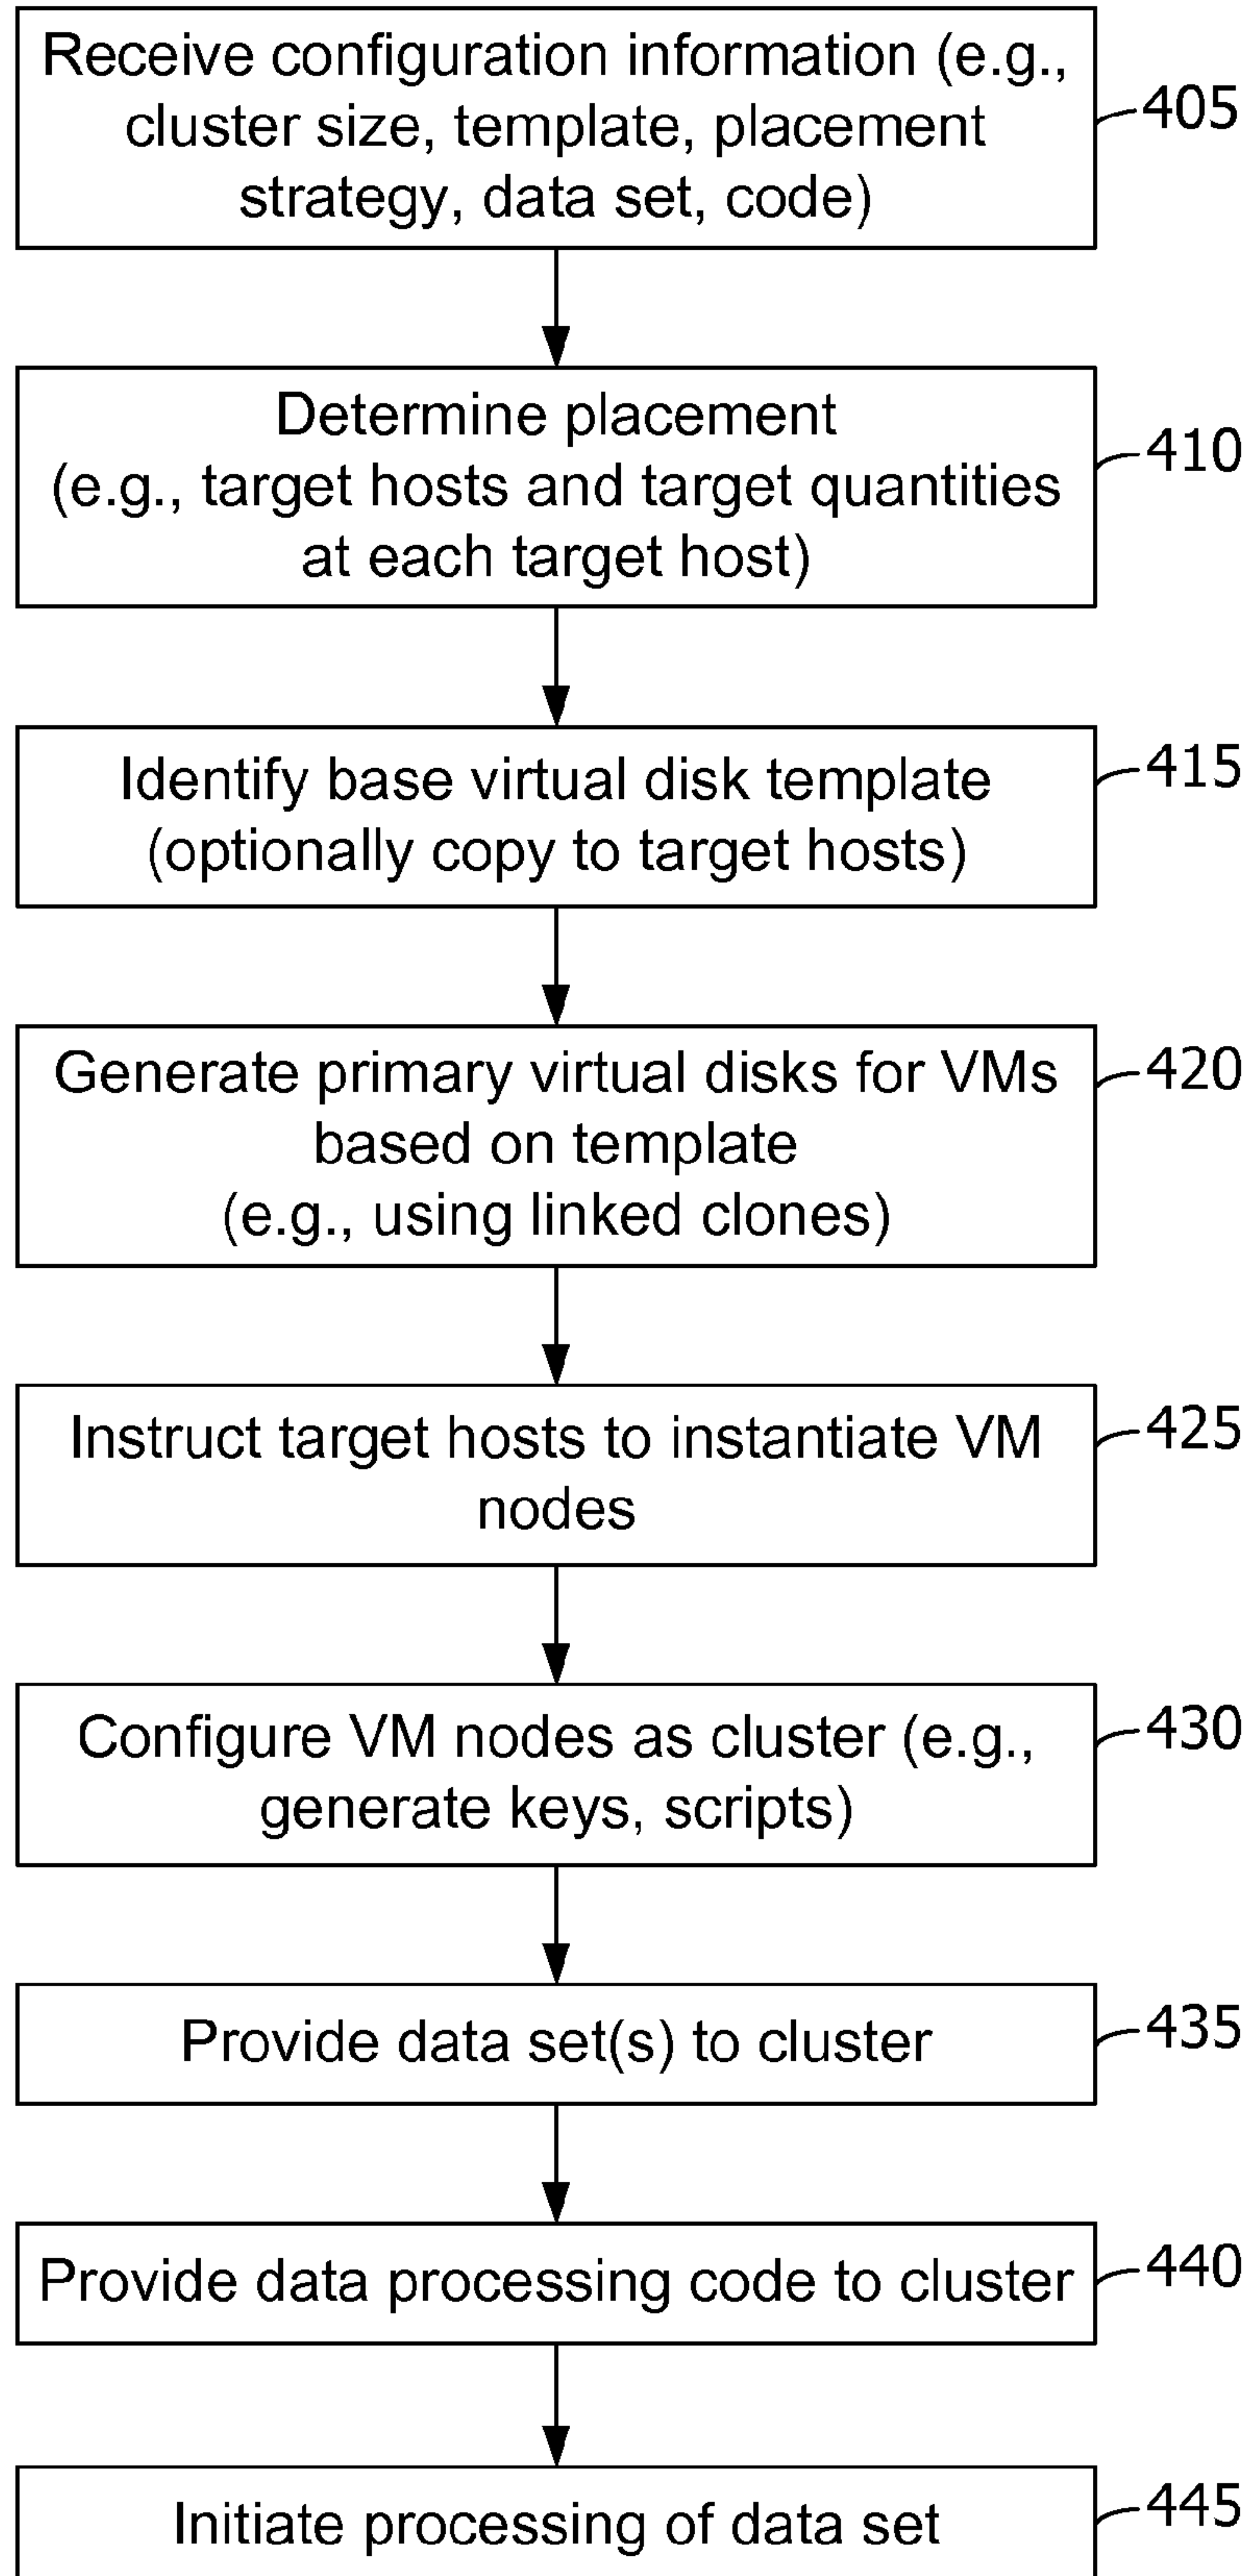 Receive configuration information (e.g.,
cluster size, template, placement
strategy, data set, code)
405
Determine placement
(e.g., target hosts and target quantities
at each target host)
410
Identify base virtual disk template
(optionally copy to target hosts)
415
Generate primary virtual disks for VMs
based on template
(e.g., using linked clones)
420
Instruct target hosts to instantiate VM
nodes
425
Configure VM nodes as cluster (e.g.,
generate keys, scripts)
430
Provide data set(s) to cluster
435
Provide data processing code to cluster
440
Initiate processing of data set
445